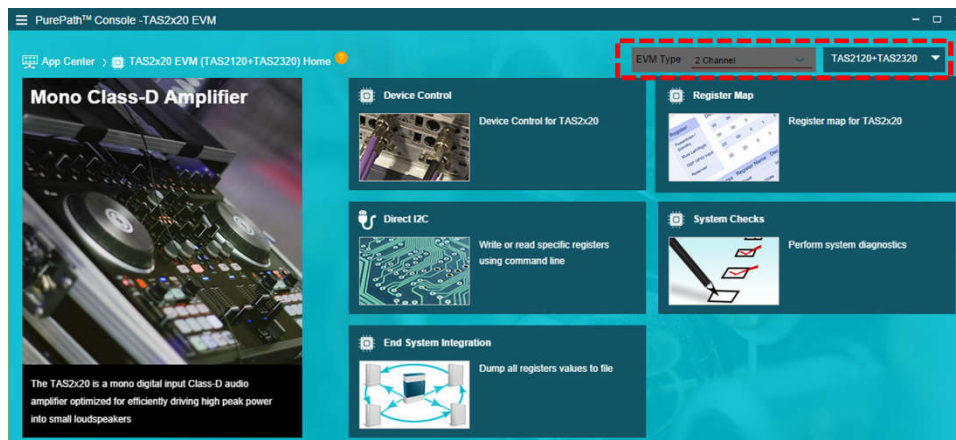 PurePath™ Console -TAS2x20 EVM
App Center > TAS2x20 EVM (TAS2120+TAS2320) Home
EVM Type 2 Channel
TAS2120+TAS2320
Mono Class-D Amplifier
The TAS2x20 is a mono digital input Class-D audio
amplifier optimized for efficiently driving high peak power
into small loudspeakers
Device Control
Device Control for TAS2x20
Register Map
Register map for TAS2x20
Direct I2C
Write or read specific registers
using command line
System Checks
Perform system diagnostics
End System Integration
Dump all registers values to file